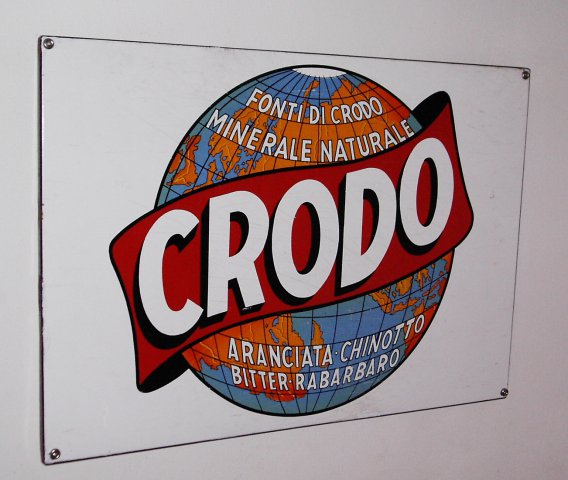 FONTI DI CRODO
MINERALE NATURALE
CRODO
ARANCIATA · CHINOTTO
BITTER · RABARBARO